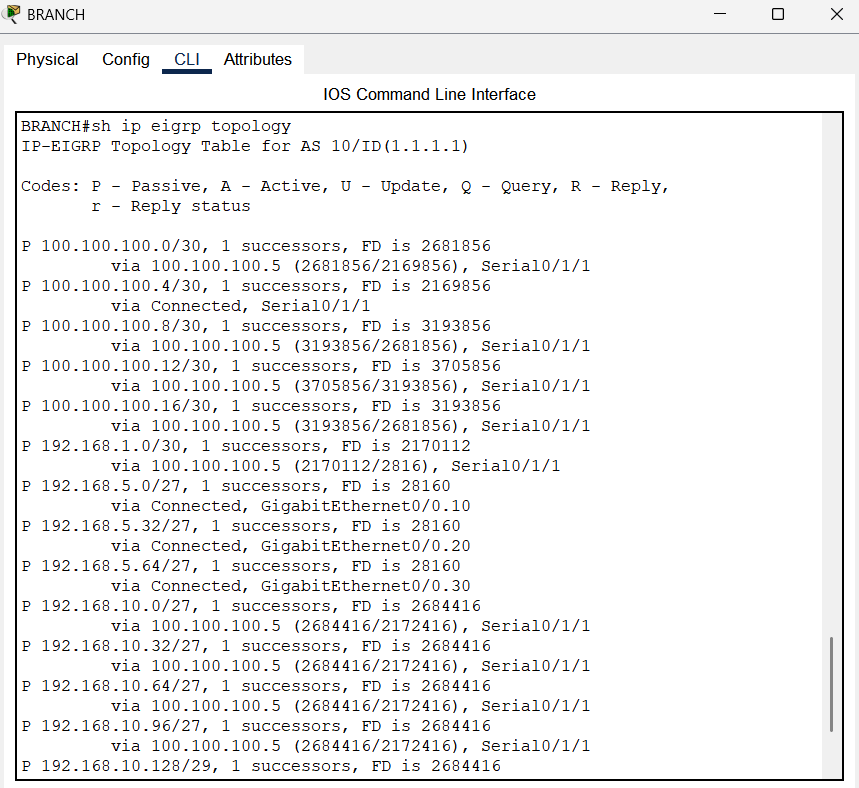 BRANCH
Physical Config CLI Attributes
IOS Command Line Interface
BRANCH#sh ip eigrp topology
IP-EIGRP Topology Table for AS 10/ID(1.1.1.1)
Codes: P - Passive, A - Active, U - Update, Q - Query, R - Reply,
r - Reply status
P 100.100.100.0/30, 1 successors, FD is 2681856
via 100.100.100.5 (2681856/2169856), Serial0/1/1
P 100.100.100.4/30, 1 successors, FD is 2169856
via Connected, Serial0/1/1
P 100.100.100.8/30, 1 successors, FD is 3193856
via 100.100.100.5 (3193856/2681856), Serial0/1/1
P 100.100.100.12/30, 1 successors, FD is 3705856
via 100.100.100.5 (3705856/3193856), Serial0/1/1
P 100.100.100.16/30, 1 successors, FD is 3193856
via 100.100.100.5 (3193856/2681856), Serial0/1/1
P 192.168.1.0/30, 1 successors, FD is 2170112
via 100.100.100.5 (2170112/2816), Serial0/1/1
P 192.168.5.0/27, 1 successors, FD is 28160
via Connected, GigabitEthernet0/0.10
P 192.168.5.32/27, 1 successors, FD is 28160
via Connected, GigabitEthernet0/0.20
P 192.168.5.64/27, 1 successors, FD is 28160
via Connected, GigabitEthernet0/0.30
P 192.168.10.0/27, 1 successors, FD is 2684416
via 100.100.100.5 (2684416/2172416), Serial0/1/1
P 192.168.10.32/27, 1 successors, FD is 2684416
via 100.100.100.5 (2684416/2172416), Serial0/1/1
P 192.168.10.64/27, 1 successors, FD is 2684416
via 100.100.100.5 (2684416/2172416), Serial0/1/1
P 192.168.10.96/27, 1 successors, FD is 2684416
via 100.100.100.5 (2684416/2172416), Serial0/1/1
P 192.168.10.128/29, 1 successors, FD is 2684416